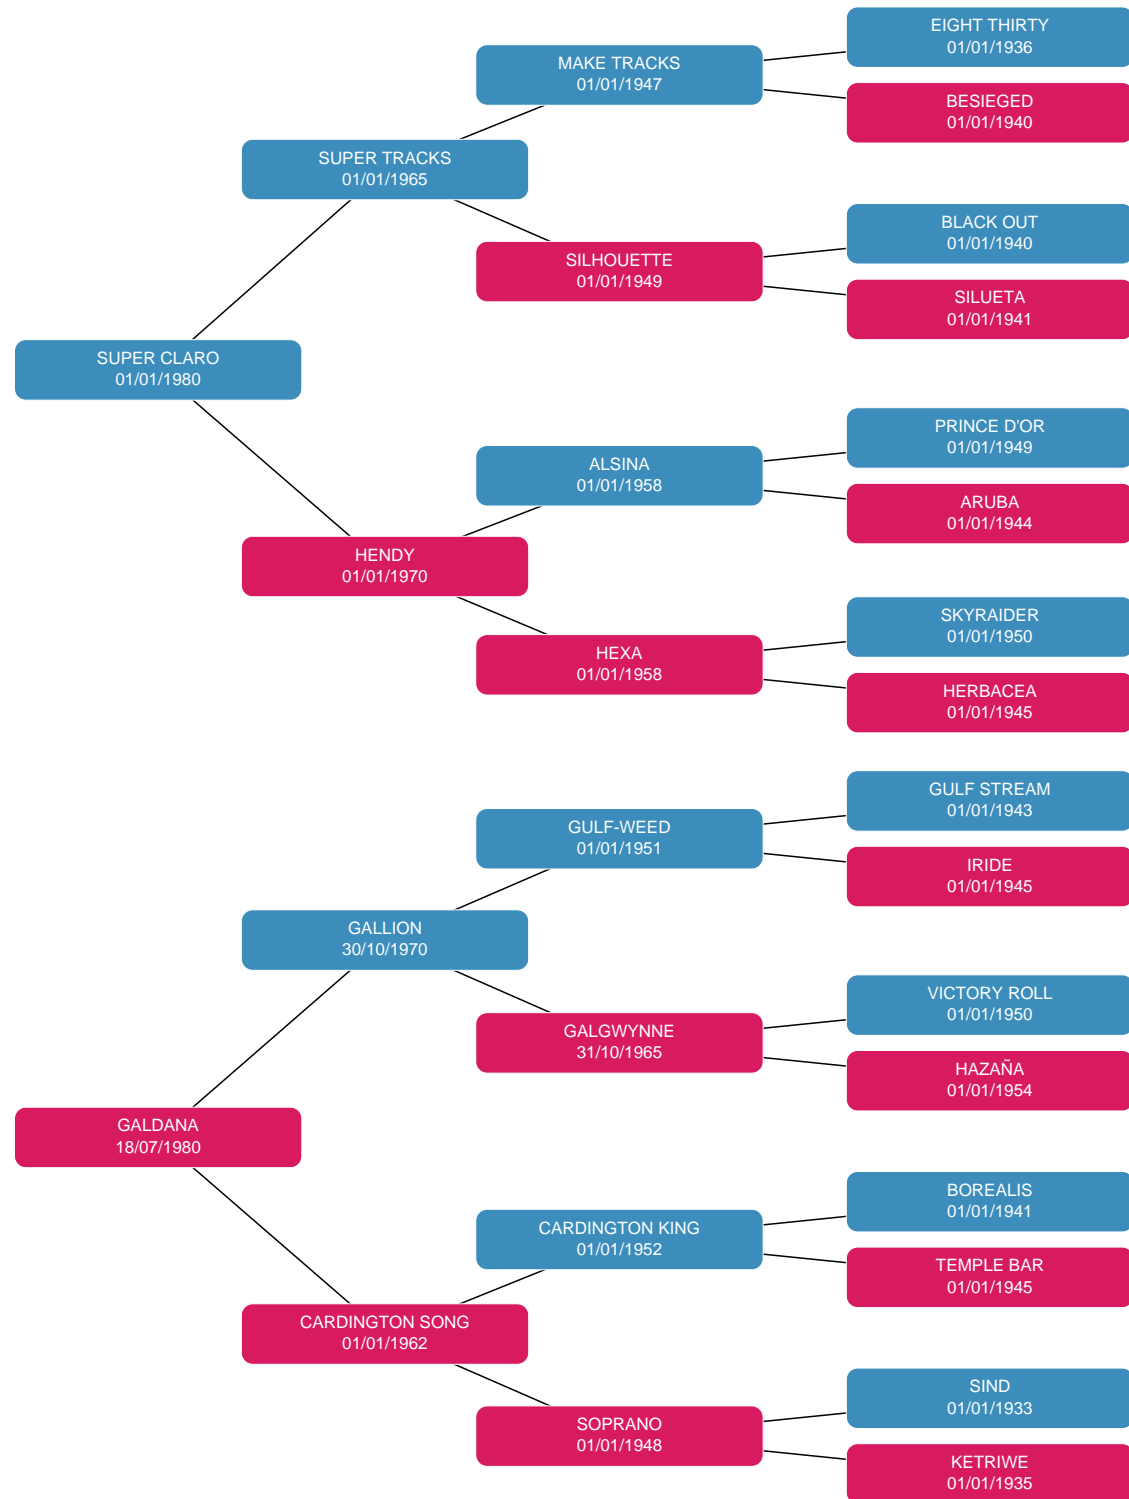 EIGHT THIRTY
01/01/1936
MAKE TRACKS
01/01/1947
BESIEGED
01/01/1940
SUPER TRACKS
01/01/1965
BLACK OUT
01/01/1940
SILHOUETTE
01/01/1949
SILUETA
01/01/1941
SUPER CLARO
01/01/1980
PRINCE D'OR
01/01/1949
ALSINA
01/01/1958
ARUBA
01/01/1944
HENDY
01/01/1970
SKYRAIDER
01/01/1950
HEXA
01/01/1958
HERBACEA
01/01/1945
GULF STREAM
01/01/1943
GULF-WEED
01/01/1951
IRIDE
01/01/1945
GALLION
30/10/1970
VICTORY ROLL
01/01/1950
GALGWYNNE
31/10/1965
HAZAÑA
01/01/1954
GALDANA
18/07/1980
BOREALIS
01/01/1941
CARDINGTON KING
01/01/1952
TEMPLE BAR
01/01/1945
CARDINGTON SONG
01/01/1962
SIND
01/01/1933
SOPRANO
01/01/1948
KETRIWE
01/01/1935